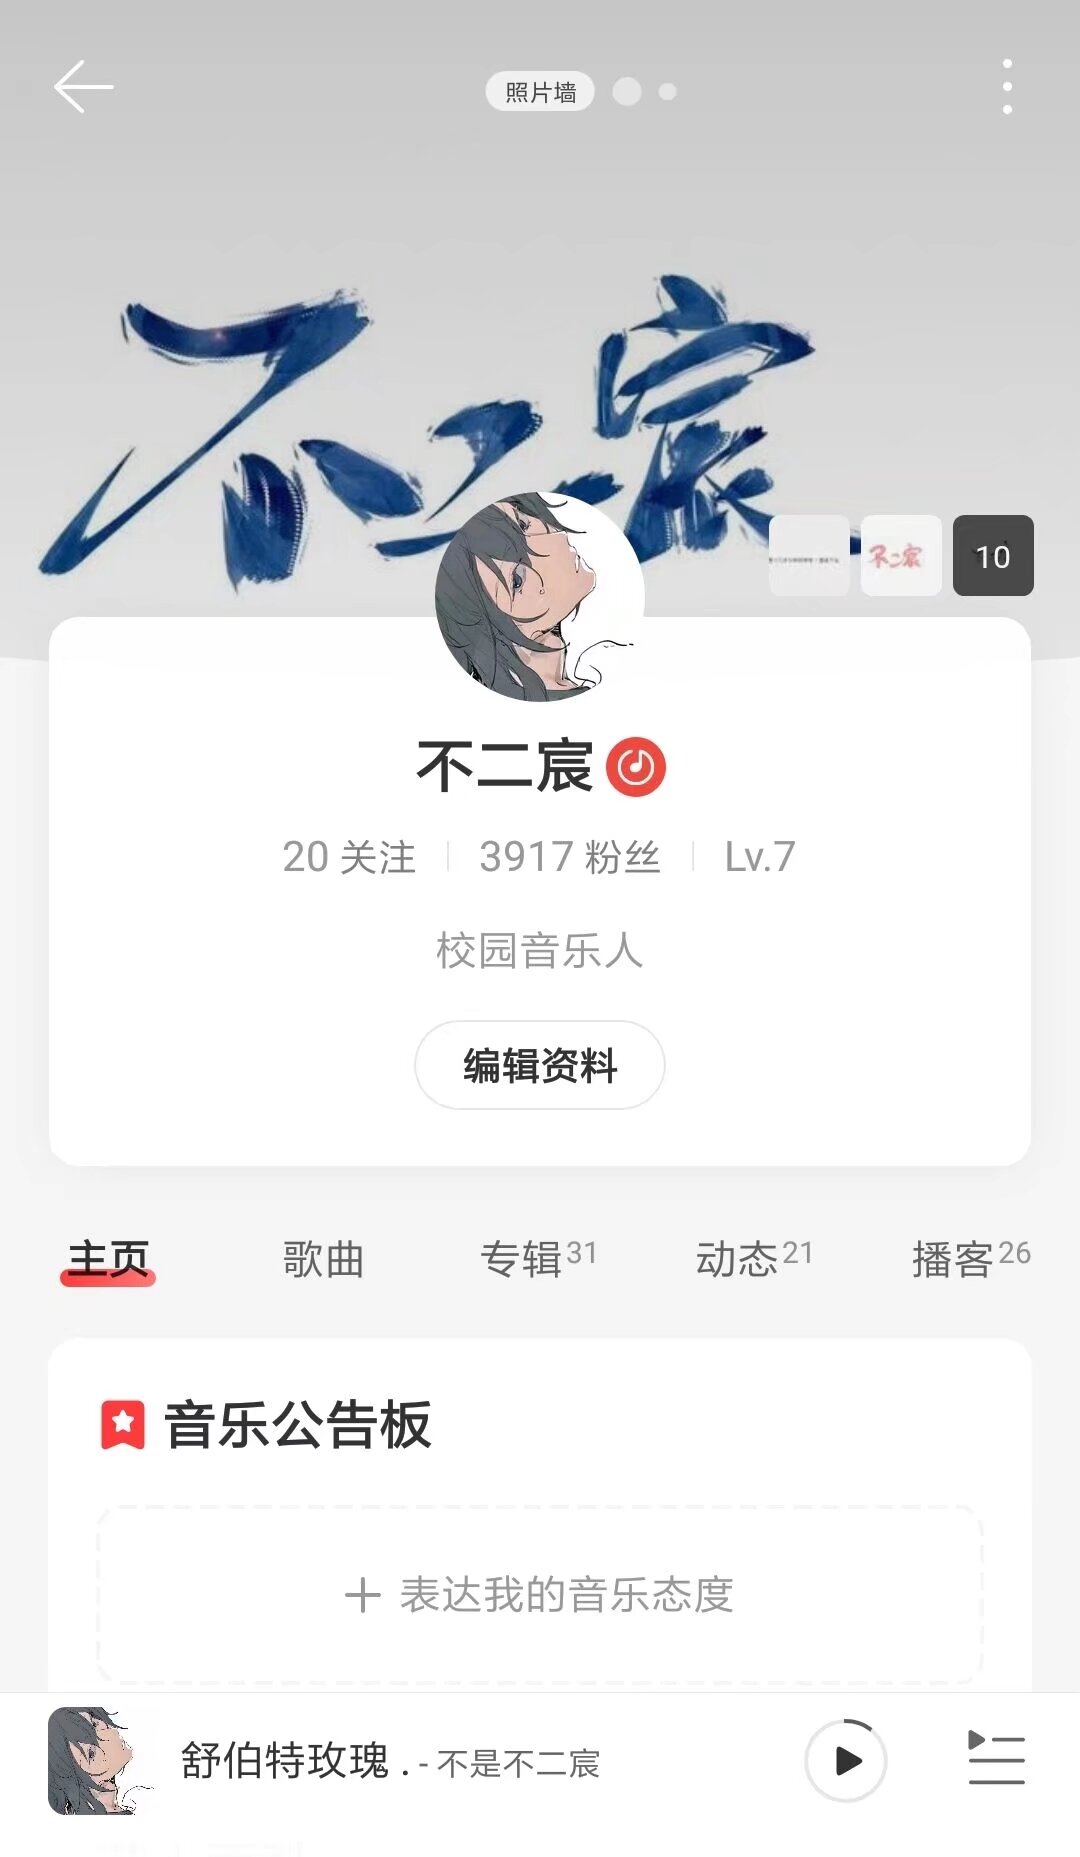 照片墙
不二宸
不二宸
10
不二宸
20 关注 3917 粉丝 Lv.7
校园音乐人
编辑资料
主页 歌曲 专辑31 动态21 播客26
音乐公告板
+ 表达我的音乐态度
舒伯特玫瑰 . - 不是不二宸